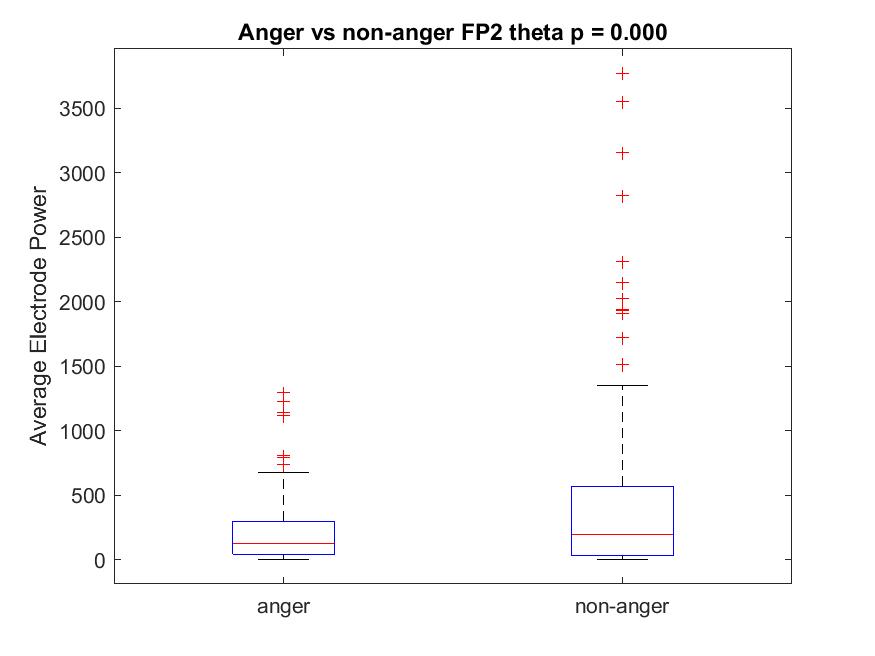 Anger vs non-anger FP2 theta p = 0.000
Average Electrode Power
3500
3000
2500
2000
1500
1000
500
0
anger
non-anger